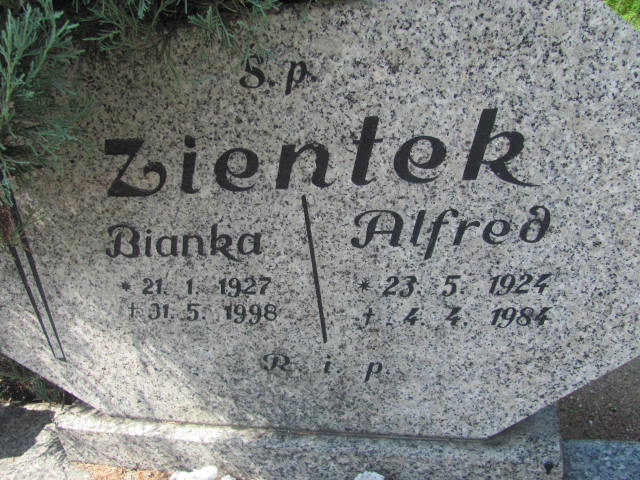 S. p.
Zientek
Bianka
* 21. 1. 1927
† 31. 5. 1998
Alfred
* 23. 5. 1924
† 4. 4. 1984
R i p